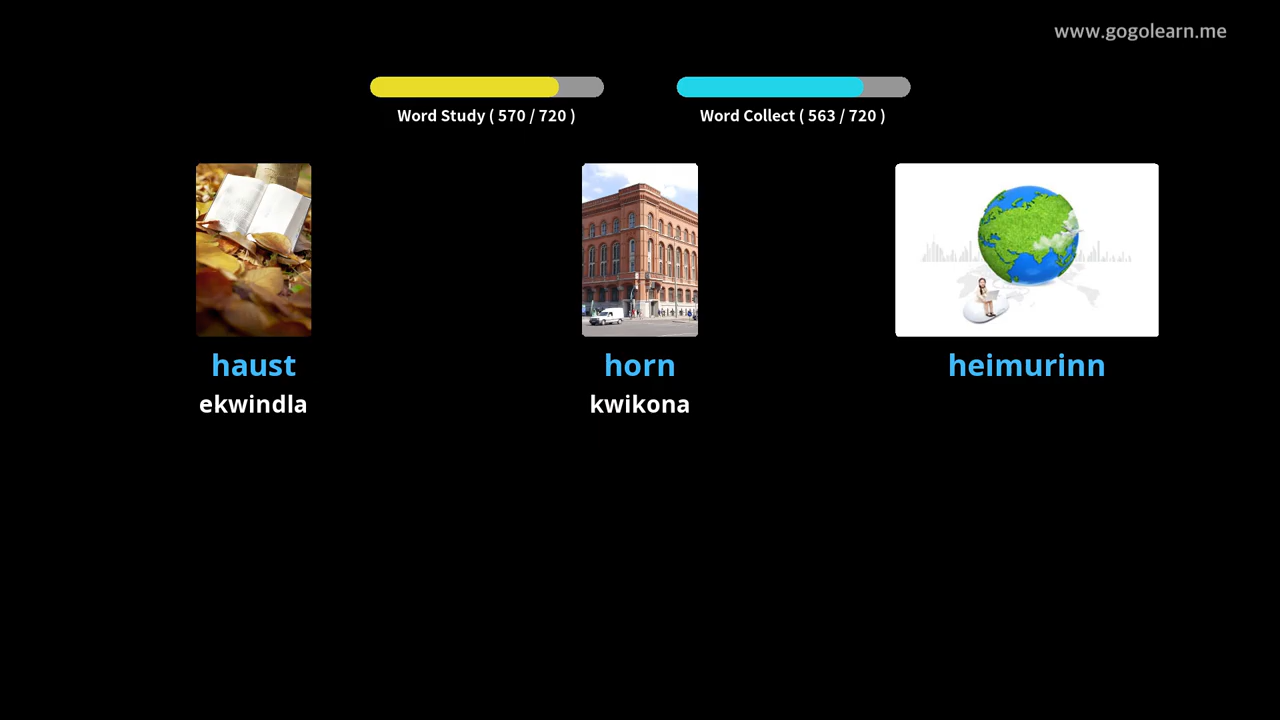 www.gogolearn.me
Word Study ( 570 / 720 )
Word Collect ( 563 / 720 )
haust
horn
heimurinn
ekwindla
kwikona